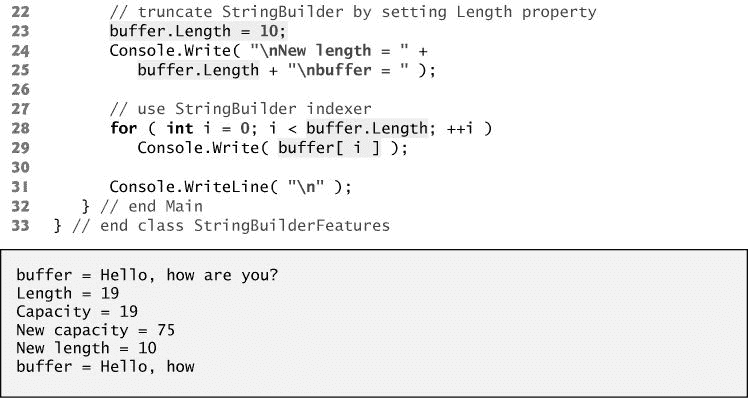 22 // truncate StringBuilder by setting Length property
23 buffer.Length = 10;
24 Console.Write( "\nNew length = " +
25 buffer.Length + "\nbuffer = " );
26
27 // use StringBuilder indexer
28 for ( int i = 0; i < buffer.Length; ++i )
29 Console.Write( buffer[ i ] );
30
31 Console.WriteLine( "\n" );
32 } // end Main
33 } // end class StringBuilderFeatures
buffer = Hello, how are you?
Length = 19
Capacity = 19
New capacity = 75
New length = 10
buffer = Hello, how